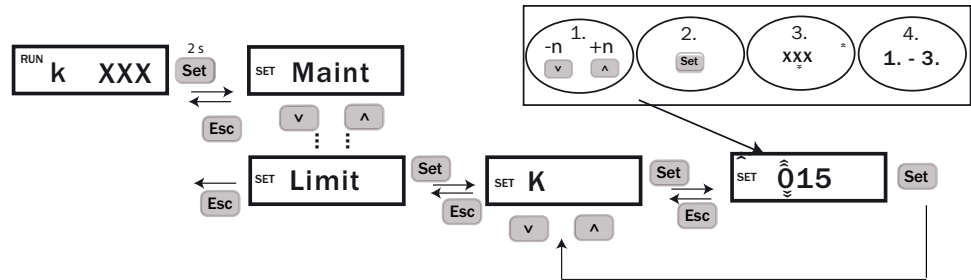 1.
-n +n
v ʌ
2.
Set
3.
xxx
4.
1. - 3.
RUN k XXX
2 s
Set
Esc
SET Maint
v ʌ
SET Limit
Esc
Set
Esc
SET K
v ʌ
Set
Esc
SET 015
Set